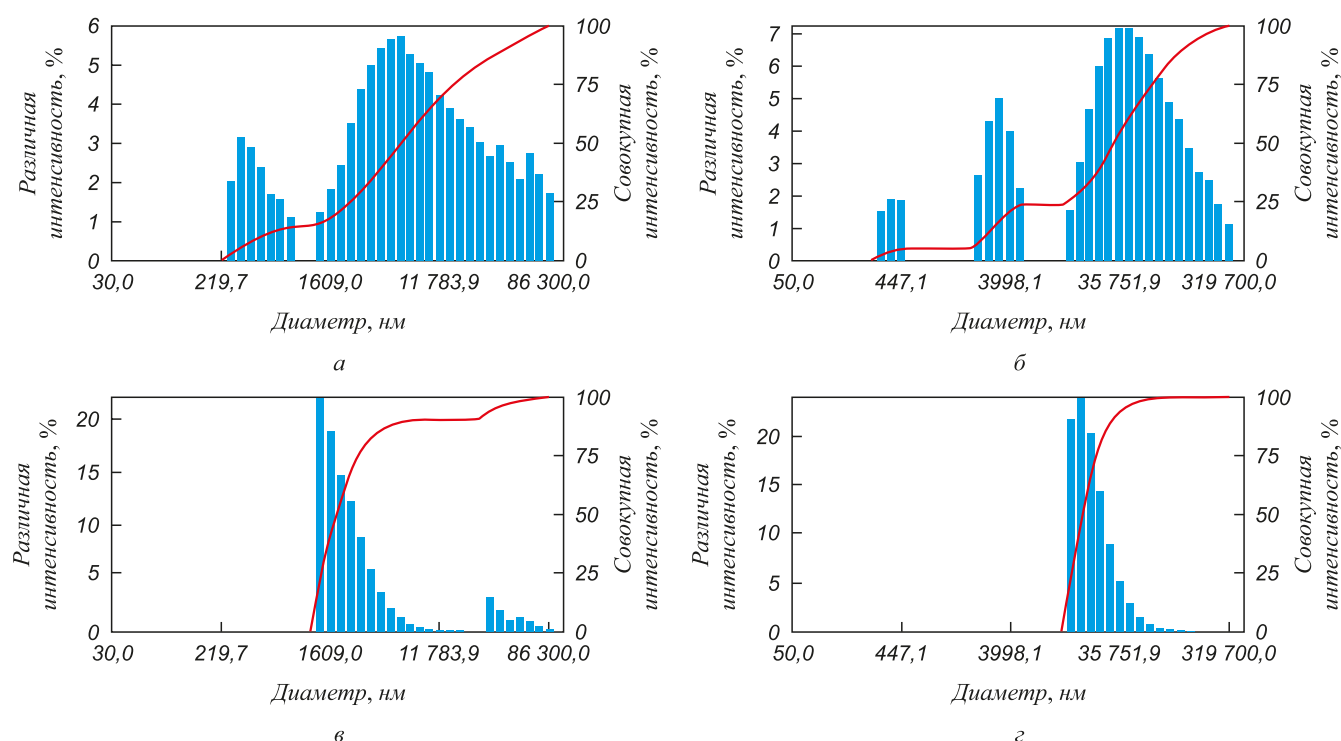 6
5
4
3
2
1
0
Различная
интенсивность, %
100
75
50
25
0
Совокупная
интенсивность, %
30,0 219,7 1609,0 11 783,9 86 300,0
Диаметр, нм
а
7
6
5
4
3
2
1
0
Различная
интенсивность, %
100
75
50
25
0
Совокупная
интенсивность, %
50,0 447,1 3998,1 35 751,9 319 700,0
Диаметр, нм
б
20
15
10
5
0
Различная
интенсивность, %
100
75
50
25
0
Совокупная
интенсивность, %
30,0 219,7 1609,0 11 783,9 86 300,0
Диаметр, нм
в
20
15
10
5
0
Различная
интенсивность, %
100
75
50
25
0
Совокупная
интенсивность, %
50,0 447,1 3998,1 35 751,9 319 700,0
Диаметр, нм
г